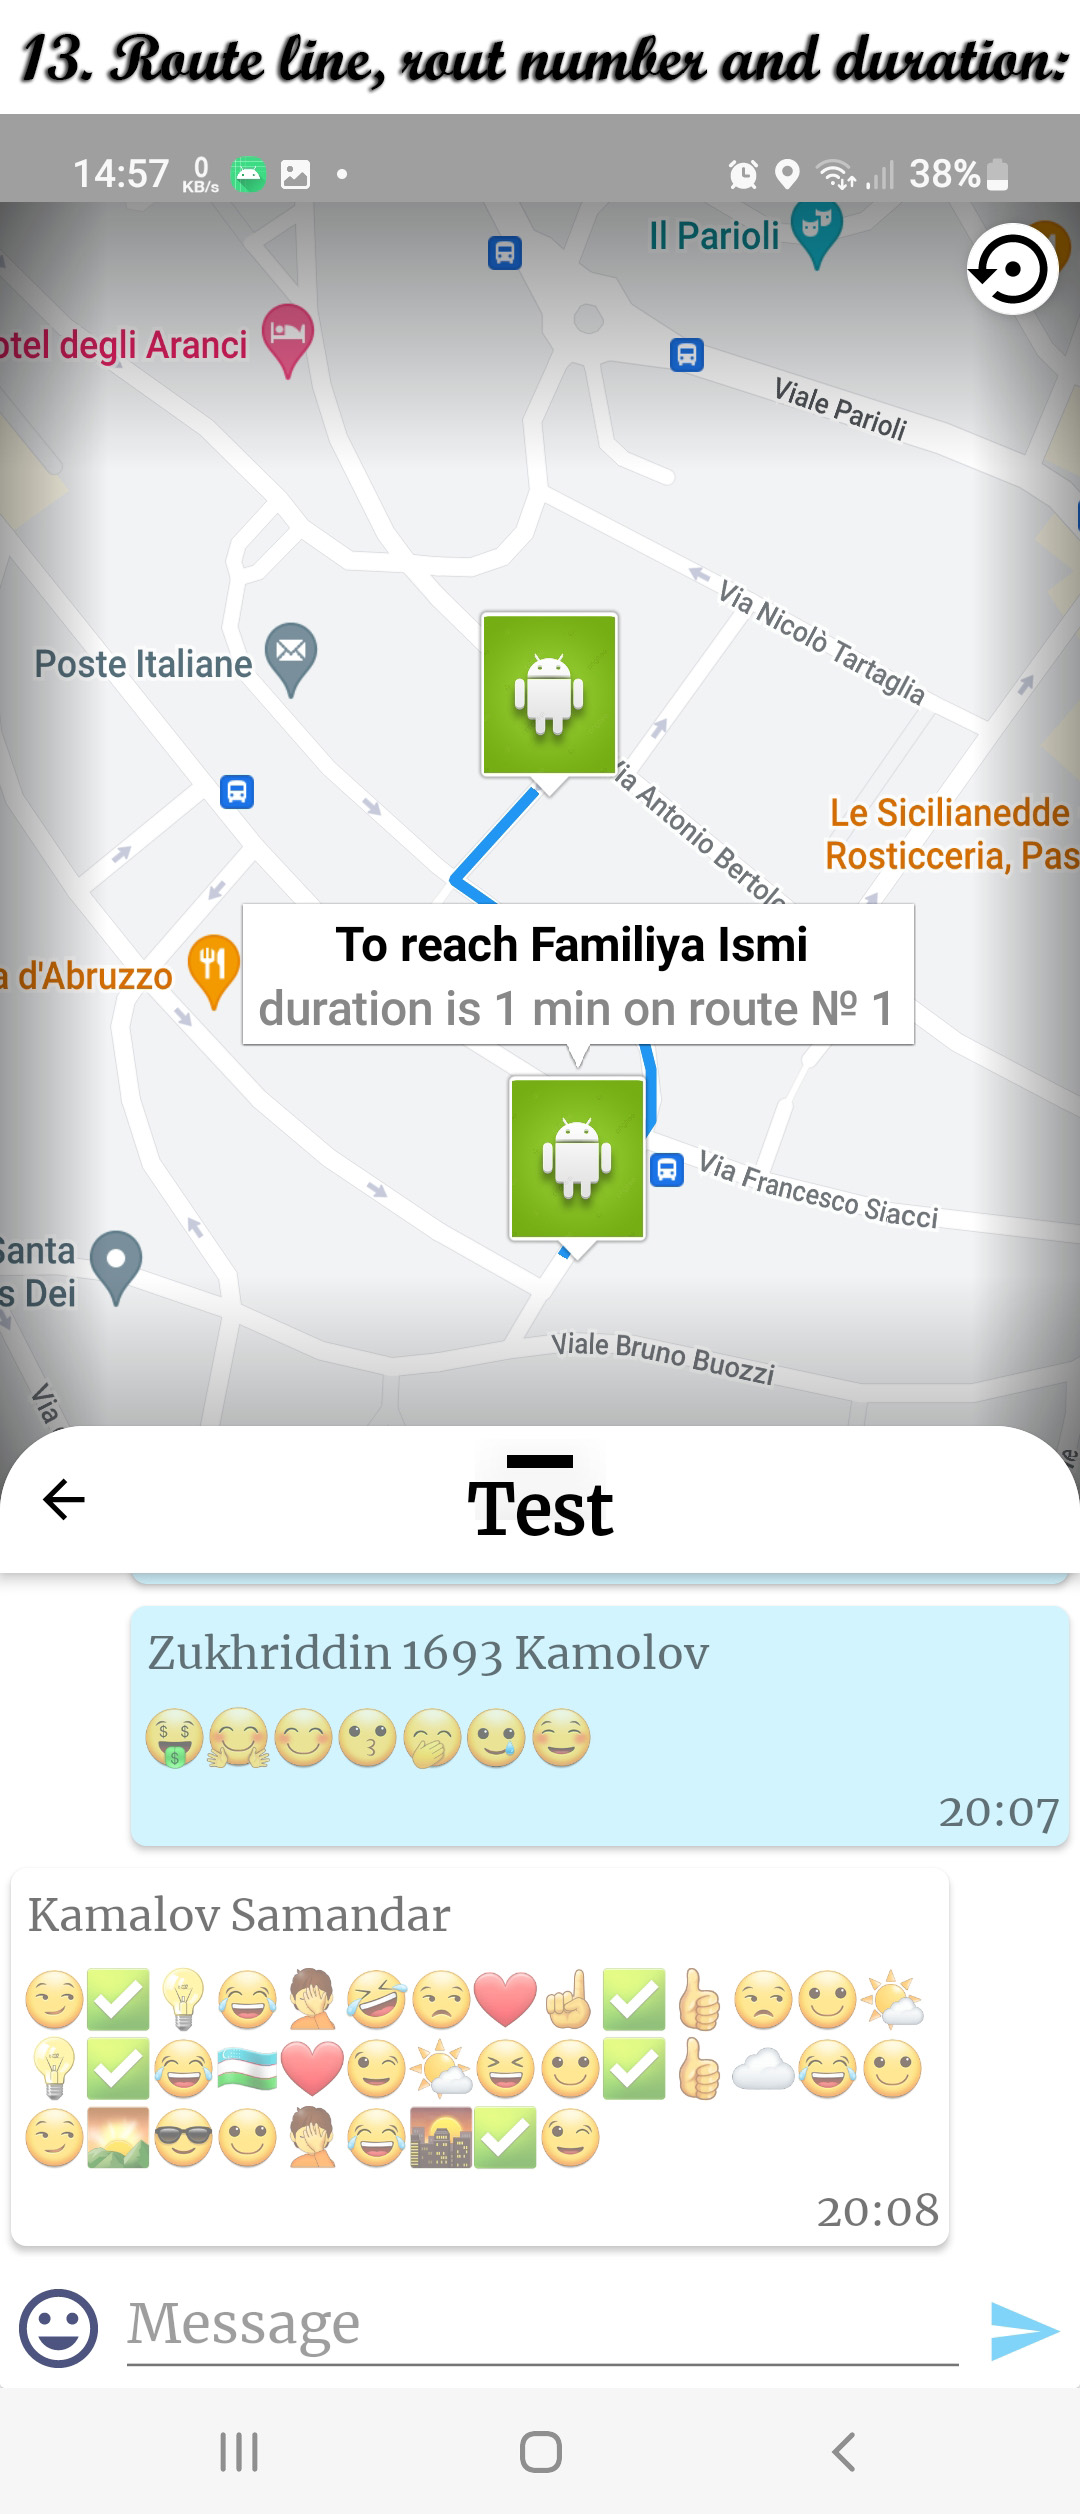 13. Route line, rout number and duration:
14:57 0 KB/s 38%
Il Parioli
otel degli Aranci
Viale Parioli
Via Nicolò Tartaglia
Poste Italiane
Via Antonio Bertolo
Le Sicilianedde
Rosticceria, Pas
To reach Familiya Ismi
a d'Abruzzo
duration is 1 min on route № 1
Via Francesco Siacci
Santa
s Dei
Viale Bruno Buozzi
Via
Test
Zukhriddin 1693 Kamolov
🤑🤗😊😗🤭🥲☺️
20:07
Kamalov Samandar
😏✅💡😂🤦🤣😒❤️☝️✅👍😒🙂🌤️
💡✅😂🇺🇿❤️😉🌤️😆🙂✅👍☁️😂🙂
😏🌄😎🙂🤦😂🌆✅😉
20:08
Message